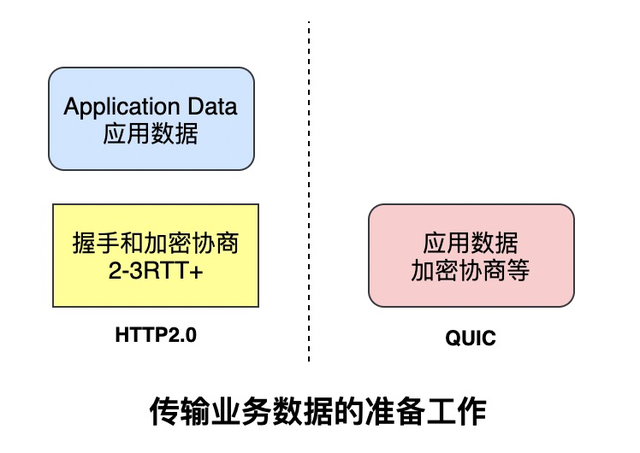 Application Data
应用数据
握手和加密协商
2-3RTT+
HTTP2.0
应用数据
加密协商等
QUIC
传输业务数据的准备工作